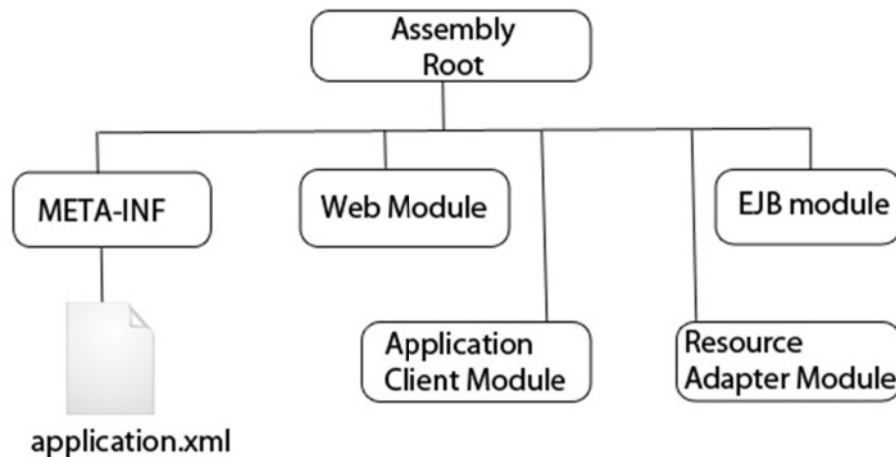 Assembly
Root
META-INF
Web Module
EJB module
Application
Client Module
Resource
Adapter Module
application.xml